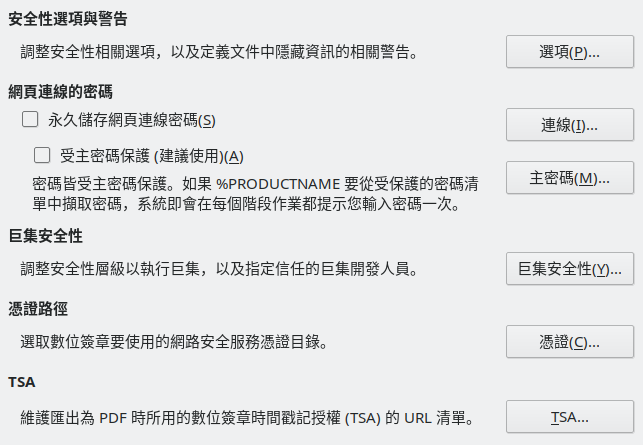 安全性選項與警告
調整安全性相關選項，以及定義文件中隱藏資訊的相關警告。
選項(P)...
網頁連線的密碼
永久儲存網頁連線密碼(S)
連線(I)...
受主密碼保護 (建議使用)(A)
密碼皆受主密碼保護。如果 %PRODUCTNAME 要從受保護的密碼清
單中擷取密碼，系統即會在每個階段作業都提示您輸入密碼一次。
主密碼(M)...
巨集安全性
調整安全性層級以執行巨集，以及指定信任的巨集開發人員。
巨集安全性(Y)...
憑證路徑
選取數位簽章要使用的網路安全服務憑證目錄。
憑證(C)...
TSA
維護匯出為 PDF 時所用的數位簽章時間戳記授權 (TSA) 的 URL 清單。
TSA...